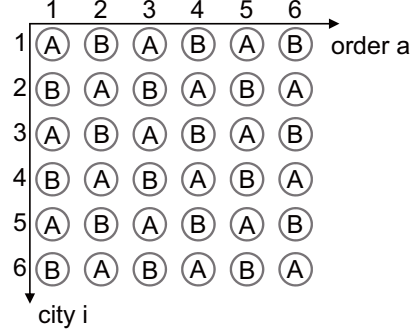 1 2 3 4 5 6
order a
1 A B A B A B
2 B A B A B A
3 A B A B A B
4 B A B A B A
5 A B A B A B
6 B A B A B A
city i